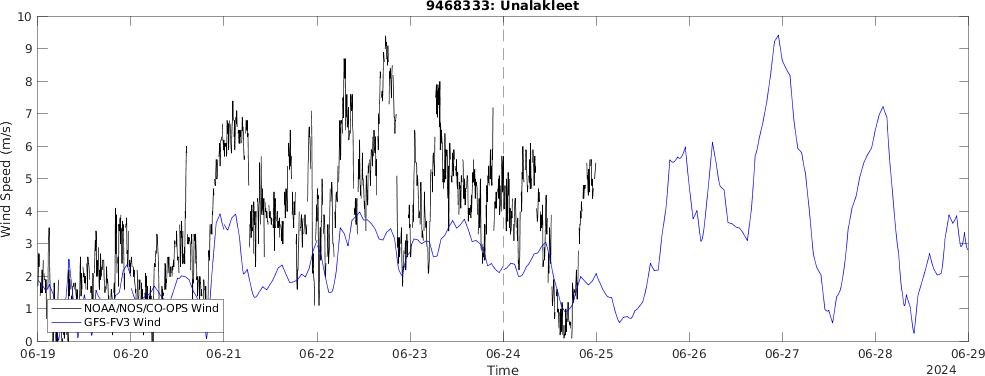 9468333: Unalakleet
Wind Speed (m/s)
10
9
8
7
6
5
4
3
2
1
0
NOAA/NOS/CO-OPS Wind
GFS-FV3 Wind
06-19 06-20 06-21 06-22 06-23 06-24 06-25 06-26 06-27 06-28 06-29
Time
2024